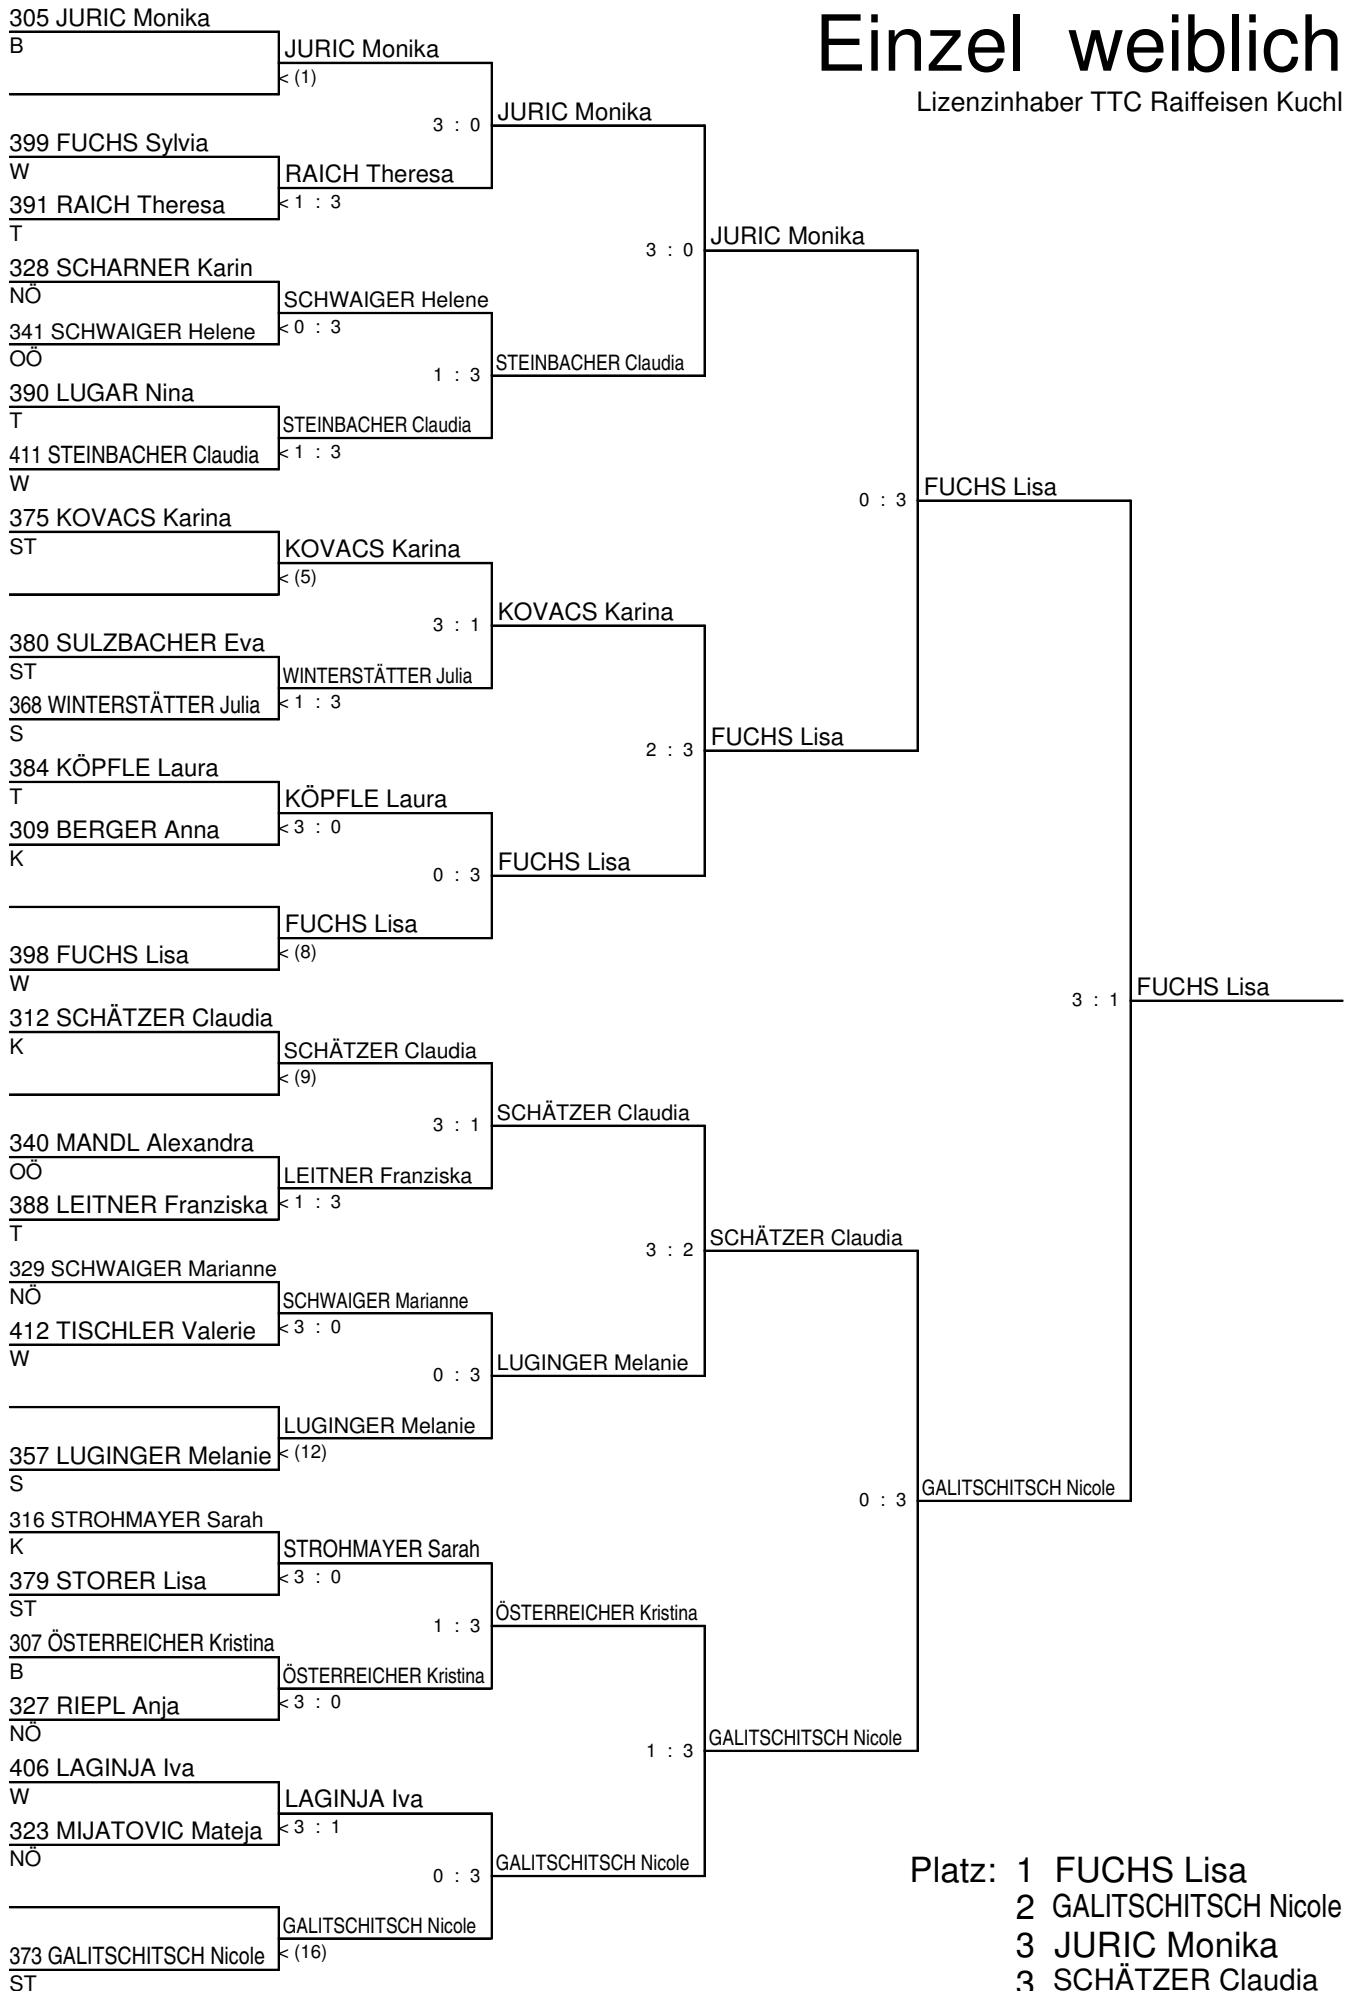 Einzel weiblich
Lizenzinhaber TTC Raiffeisen Kuchl
305 JURIC Monika
B
JURIC Monika
< (1)
3 : 0
JURIC Monika
399 FUCHS Sylvia
W
RAICH Theresa
391 RAICH Theresa
< 1 : 3
T
3 : 0
JURIC Monika
328 SCHARNER Karin
NÖ
SCHWAIGER Helene
341 SCHWAIGER Helene
< 0 : 3
OÖ
1 : 3
STEINBACHER Claudia
390 LUGAR Nina
T
STEINBACHER Claudia
411 STEINBACHER Claudia
< 1 : 3
W
0 : 3
FUCHS Lisa
375 KOVACS Karina
ST
KOVACS Karina
< (5)
3 : 1
KOVACS Karina
380 SULZBACHER Eva
ST
WINTERSTÄTTER Julia
368 WINTERSTÄTTER Julia
< 1 : 3
S
2 : 3
FUCHS Lisa
384 KÖPFLE Laura
T
KÖPFLE Laura
309 BERGER Anna
< 3 : 0
K
0 : 3
FUCHS Lisa
FUCHS Lisa
398 FUCHS Lisa
< (8)
W
3 : 1
FUCHS Lisa
312 SCHÄTZER Claudia
K
SCHÄTZER Claudia
< (9)
3 : 1
SCHÄTZER Claudia
340 MANDL Alexandra
OÖ
LEITNER Franziska
388 LEITNER Franziska
< 1 : 3
T
3 : 2
SCHÄTZER Claudia
329 SCHWAIGER Marianne
NÖ
SCHWAIGER Marianne
412 TISCHLER Valerie
< 3 : 0
W
0 : 3
LUGINGER Melanie
LUGINGER Melanie
357 LUGINGER Melanie
< (12)
S
0 : 3
GALITSCHITSCH Nicole
316 STROHMAYER Sarah
K
STROHMAYER Sarah
379 STORER Lisa
< 3 : 0
ST
1 : 3
ÖSTERREICHER Kristina
307 ÖSTERREICHER Kristina
B
ÖSTERREICHER Kristina
327 RIEPL Anja
< 3 : 0
NÖ
1 : 3
GALITSCHITSCH Nicole
406 LAGINJA Iva
W
LAGINJA Iva
323 MIJATOVIC Mateja
< 3 : 1
NÖ
0 : 3
GALITSCHITSCH Nicole
GALITSCHITSCH Nicole
373 GALITSCHITSCH Nicole
< (16)
ST
Platz: 1 FUCHS Lisa
2 GALITSCHITSCH Nicole
3 JURIC Monika
3 SCHÄTZER Claudia